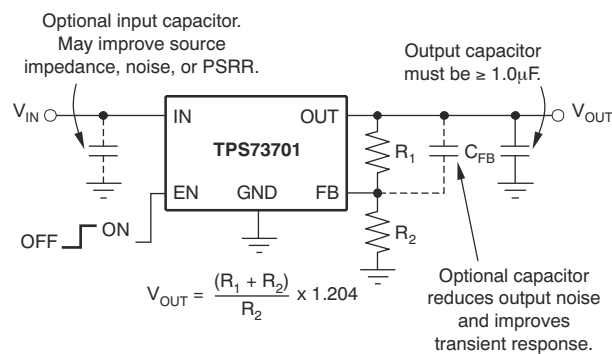 Optional input capacitor.
May improve source
impedance, noise, or PSRR.
Output capacitor
must be ≥ 1.0μF.
V_IN
IN
OUT
V_OUT
TPS73701
R_1
C_FB
EN
GND
FB
OFF
ON
R_2
V_OUT = (R_1 + R_2) / R_2 x 1.204
Optional capacitor
reduces output noise
and improves
transient response.